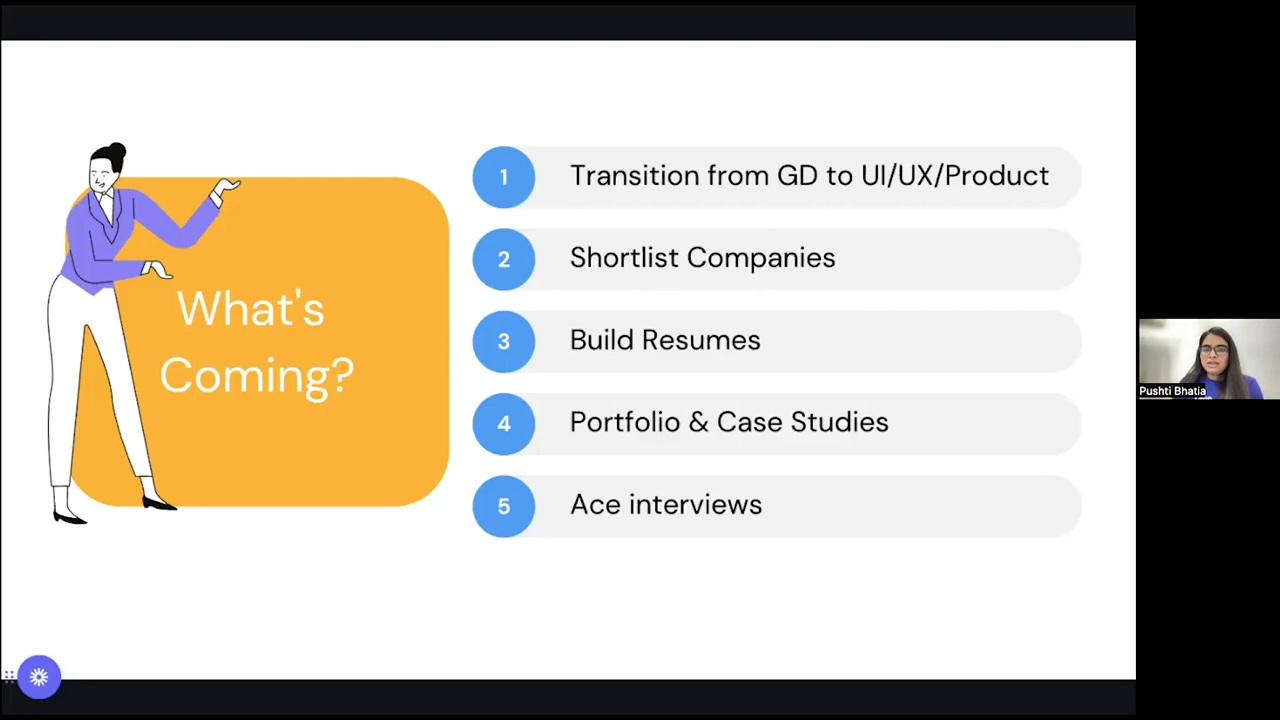 What's
Coming?
1
Transition from GD to UI/UX/Product
2
Shortlist Companies
3
Build Resumes
4
Portfolio & Case Studies
5
Ace interviews
Pushti Bhatia